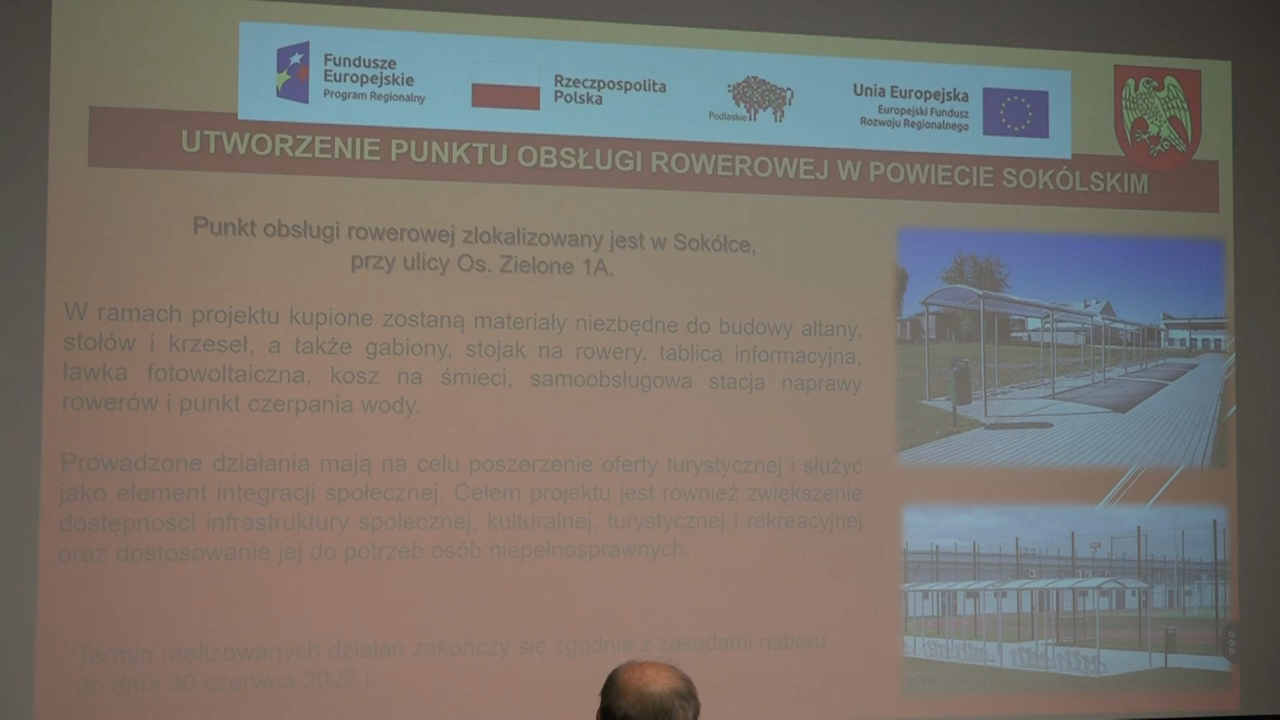 Fundusze
Europejskie
Program Regionalny
Rzeczpospolita
Polska
Podlaskie
Unia Europejska
Europejski Fundusz
Rozwoju Regionalnego
UTWORZENIE PUNKTU OBSŁUGI ROWEROWEJ W POWIECIE SOKÓLSKIM
Punkt obsługi rowerowej zlokalizowany jest w Sokółce,
przy ulicy Os. Zielone 1A.
W ramach projektu kupione zostaną materiały niezbędne do budowy altany,
stołów i krzeseł, a także gabiony, stojak na rowery, tablica informacyjna,
ławka fotowoltaiczna, kosz na śmieci, samoobsługowa stacja naprawy
rowerów i punkt czerpania wody.
Prowadzone działania mają na celu poszerzenie oferty turystycznej i służyć
jako element integracji społecznej. Celem projektu jest również zwiększenie
dostępności infrastruktury społecznej, kulturalnej, turystycznej i rekreacyjnej
oraz dostosowanie jej do potrzeb osób niepełnosprawnych.
Termin realizowanych działań zakończy się zgodnie z zasadami naboru
do dnia 30 czerwca 2022 r.